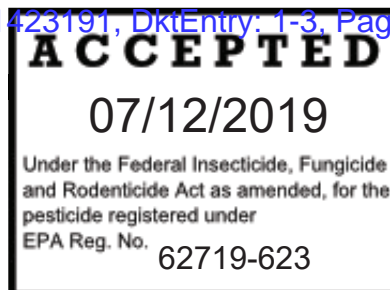 423191, DktEntry: 1-3, Pag
ACCEPTED
07/12/2019
Under the Federal Insecticide, Fungicide
and Rodenticide Act as amended, for the
pesticide registered under
EPA Reg. No. 62719-623